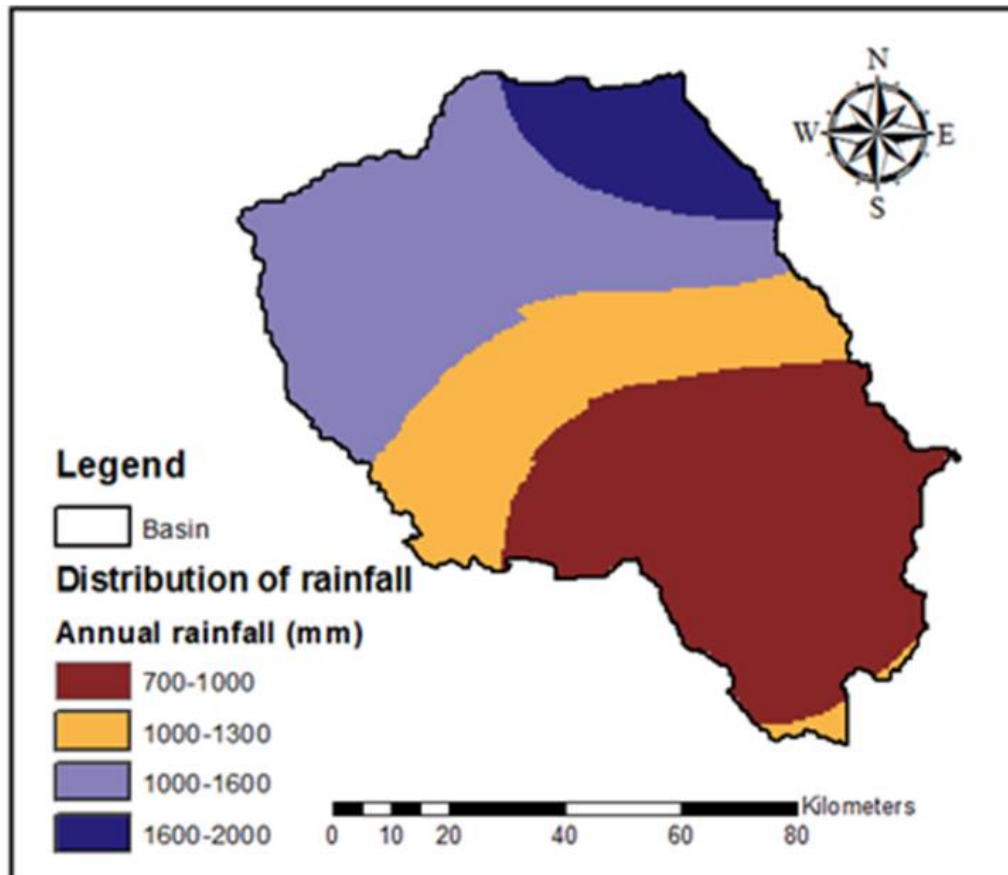 N
W E
S
Legend
Basin
Distribution of rainfall
Annual rainfall (mm)
700-1000
1000-1300
1000-1600
1600-2000
Kilometers
0 10 20 40 60 80